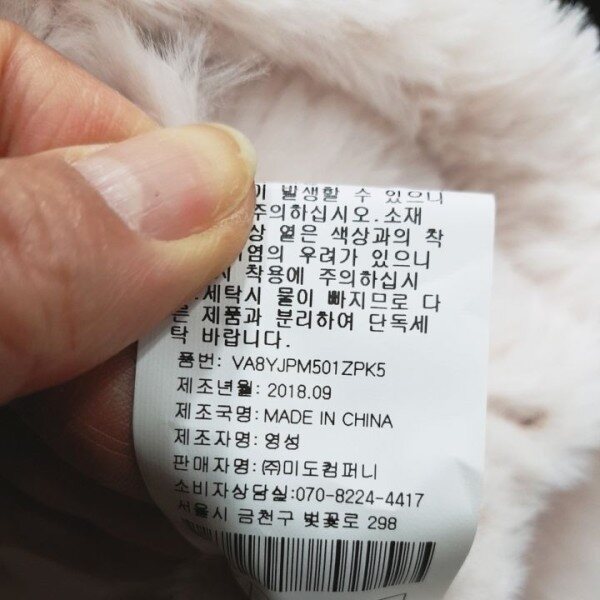 발생할 수 있으니
주의하십시오.소재
상 옅은 색상과의 착
염의 우려가 있으니
시 착용에 주의하십시
세탁시 물이 빠지므로 다
른 제품과 분리하여 단독세
탁 바랍니다.
품번: VA8YJPM501ZPK5
제조년월: 2018.09
제조국명: MADE IN CHINA
제조자명: 영성
판매자명: ㈜미도컴퍼니
소비자상담실:070-8224-4417
서울시 금천구 벚꽃로 298